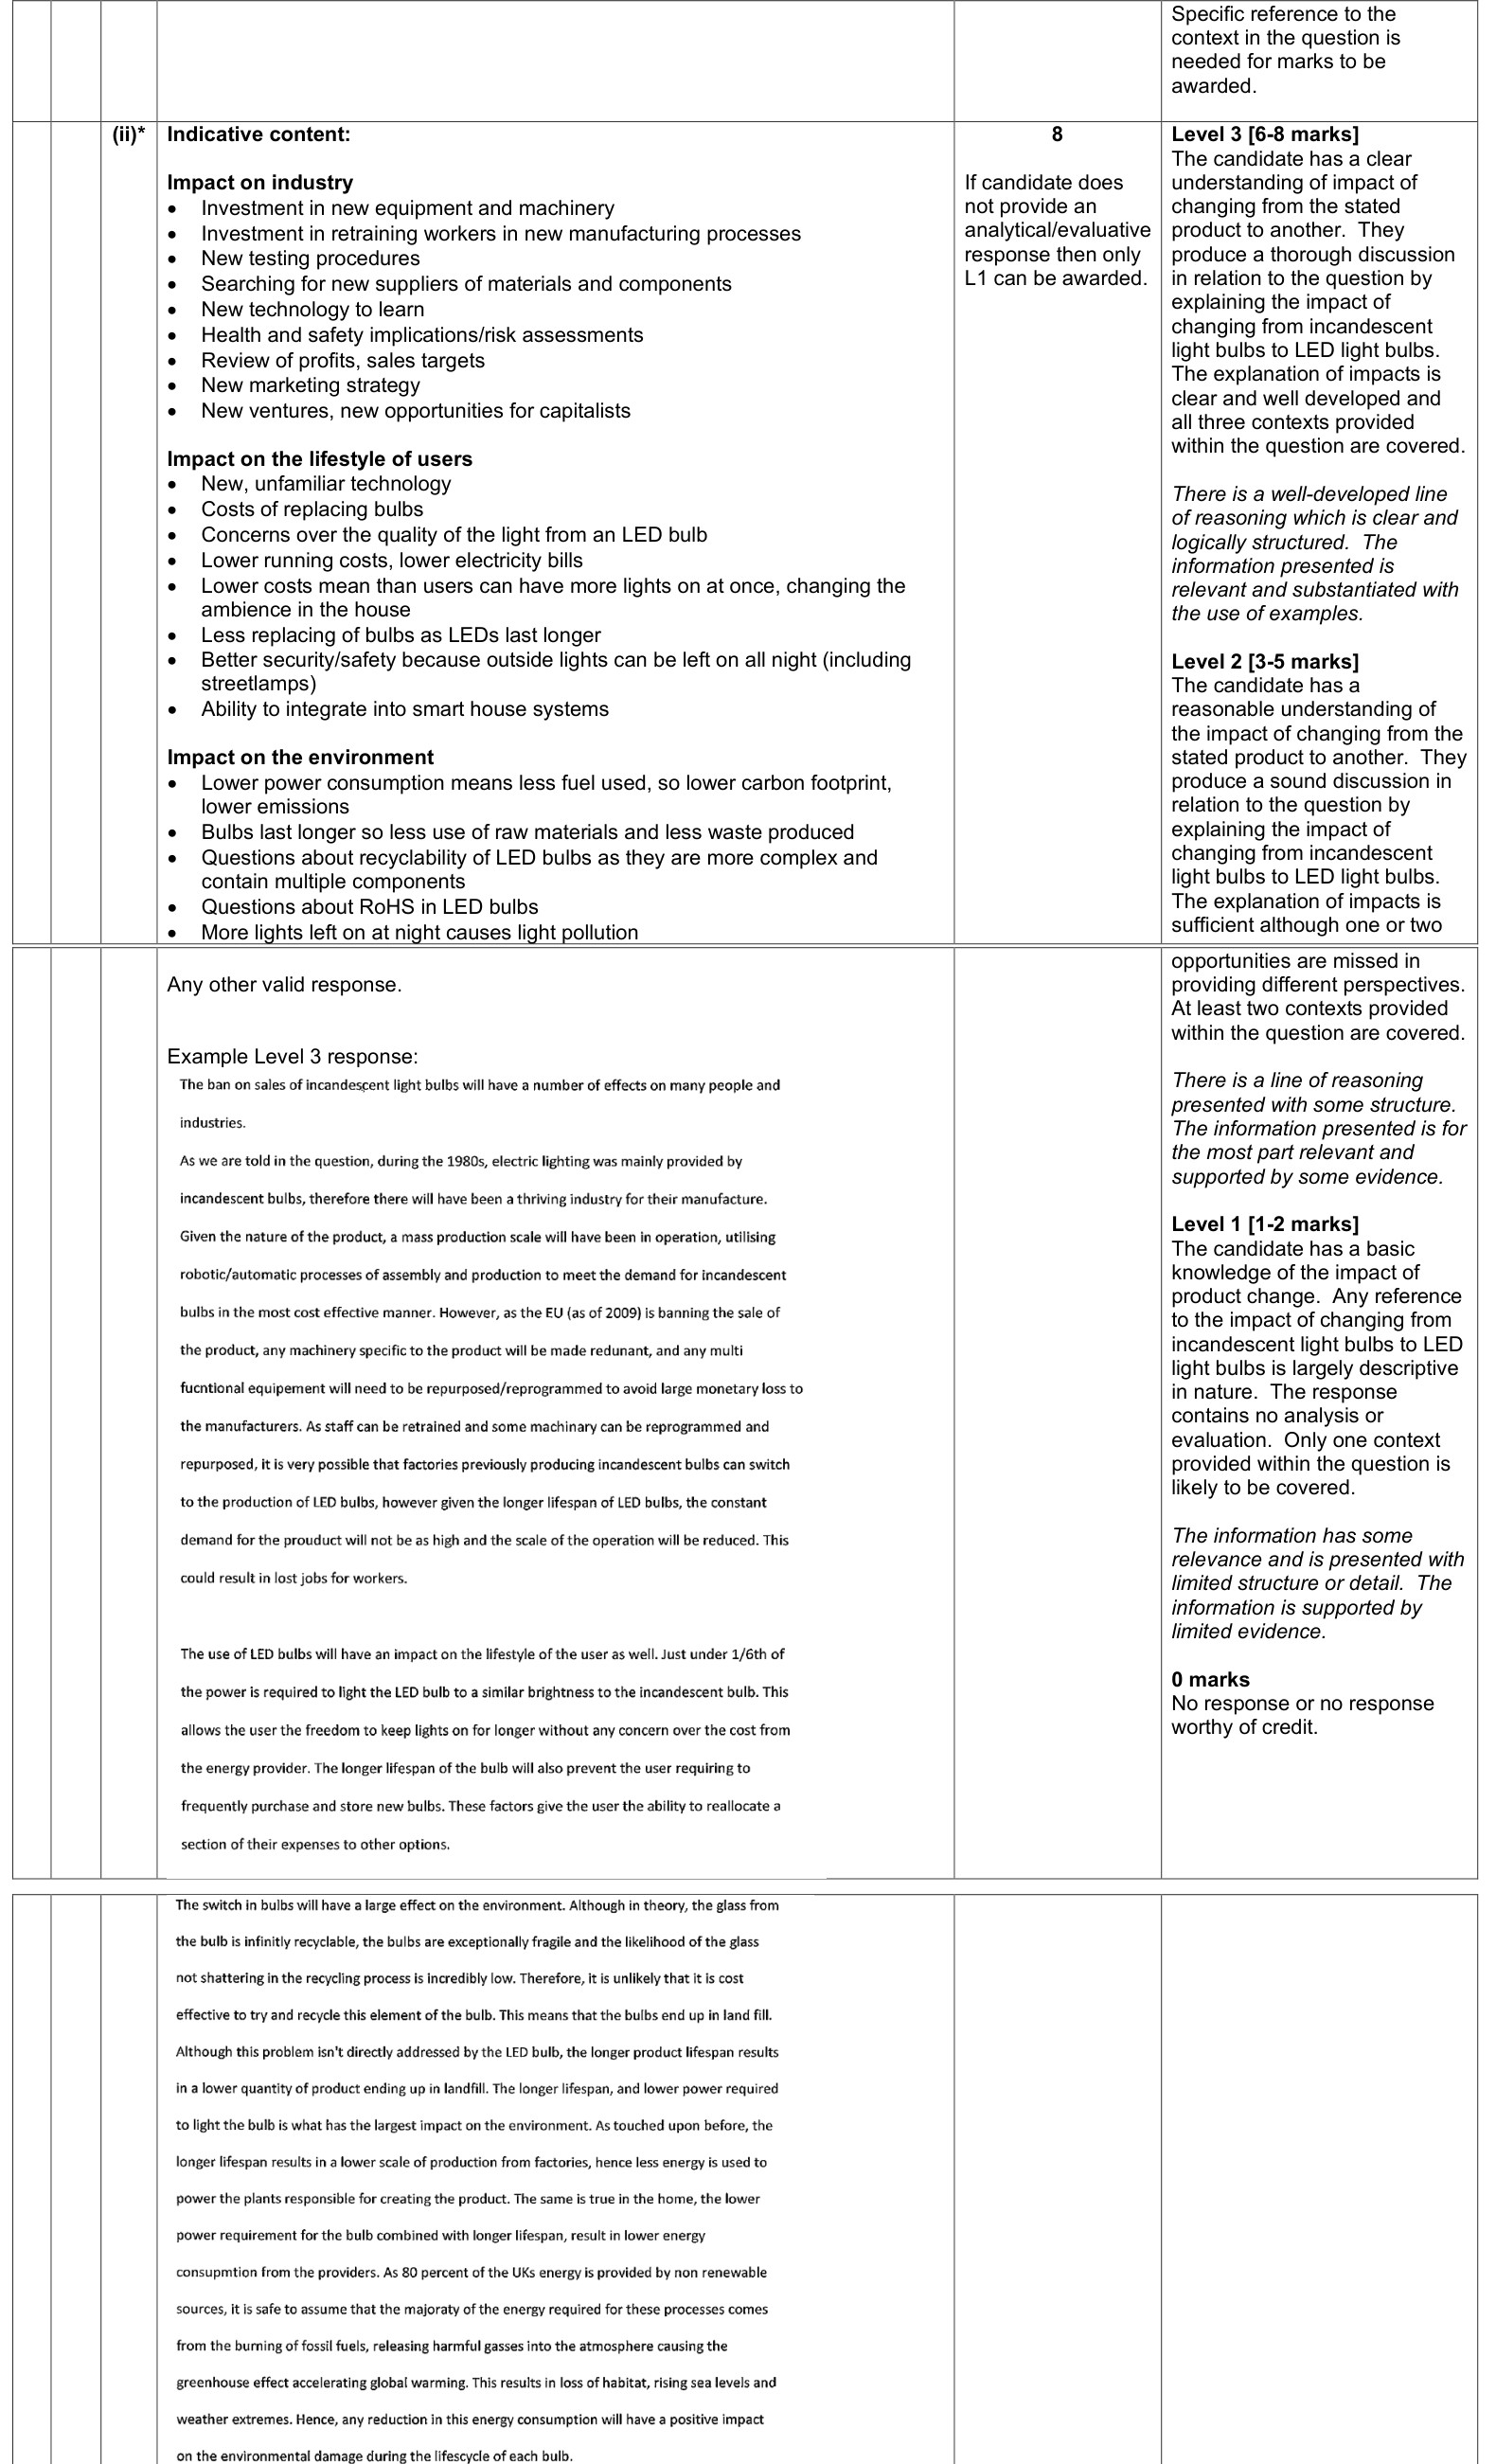 Specific reference to the
context in the question is
needed for marks to be
awarded.
(ii)*
Indicative content:
Impact on industry
• Investment in new equipment and machinery
• Investment in retraining workers in new manufacturing processes
• New testing procedures
• Searching for new suppliers of materials and components
• New technology to learn
• Health and safety implications/risk assessments
• Review of profits, sales targets
• New marketing strategy
• New ventures, new opportunities for capitalists
Impact on the lifestyle of users
• New, unfamiliar technology
• Costs of replacing bulbs
• Concerns over the quality of the light from an LED bulb
• Lower running costs, lower electricity bills
• Lower costs mean than users can have more lights on at once, changing the
ambience in the house
• Less replacing of bulbs as LEDs last longer
• Better security/safety because outside lights can be left on all night (including
streetlamps)
• Ability to integrate into smart house systems
Impact on the environment
• Lower power consumption means less fuel used, so lower carbon footprint,
lower emissions
• Bulbs last longer so less use of raw materials and less waste produced
• Questions about recyclability of LED bulbs as they are more complex and
contain multiple components
• Questions about RoHS in LED bulbs
• More lights left on at night causes light pollution
8
If candidate does
not provide an
analytical/evaluative
response then only
L1 can be awarded.
Level 3 [6-8 marks]
The candidate has a clear
understanding of impact of
changing from the stated
product to another. They
produce a thorough discussion
in relation to the question by
explaining the impact of
changing from incandescent
light bulbs to LED light bulbs.
The explanation of impacts is
clear and well developed and
all three contexts provided
within the question are covered.
There is a well-developed line
of reasoning which is clear and
logically structured. The
information presented is
relevant and substantiated with
the use of examples.
Level 2 [3-5 marks]
The candidate has a
reasonable understanding of
the impact of changing from the
stated product to another. They
produce a sound discussion in
relation to the question by
explaining the impact of
changing from incandescent
light bulbs to LED light bulbs.
The explanation of impacts is
sufficient although one or two
Any other valid response.
Example Level 3 response:
The ban on sales of incandescent light bulbs will have a number of effects on many people and
industries.
As we are told in the question, during the 1980s, electric lighting was mainly provided by
incandescent bulbs, therefore there will have been a thriving industry for their manufacture.
Given the nature of the product, a mass production scale will have been in operation, utilising
robotic/automatic processes of assembly and production to meet the demand for incandescent
bulbs in the most cost effective manner. However, as the EU (as of 2009) is banning the sale of
the product, any machinery specific to the product will be made redunant, and any multi
fucntional equipement will need to be repurposed/reprogrammed to avoid large monetary loss to
the manufacturers. As staff can be retrained and some machinary can be reprogrammed and
repurposed, it is very possible that factories previously producing incandescent bulbs can switch
to the production of LED bulbs, however given the longer lifespan of LED bulbs, the constant
demand for the prouduct will not be as high and the scale of the operation will be reduced. This
could result in lost jobs for workers.
The use of LED bulbs will have an impact on the lifestyle of the user as well. Just under 1/6th of
the power is required to light the LED bulb to a similar brightness to the incandescent bulb. This
allows the user the freedom to keep lights on for longer without any concern over the cost from
the energy provider. The longer lifespan of the bulb will also prevent the user requiring to
frequently purchase and store new bulbs. These factors give the user the ability to reallocate a
section of their expenses to other options.
opportunities are missed in
providing different perspectives.
At least two contexts provided
within the question are covered.
There is a line of reasoning
presented with some structure.
The information presented is for
the most part relevant and
supported by some evidence.
Level 1 [1-2 marks]
The candidate has a basic
knowledge of the impact of
product change. Any reference
to the impact of changing from
incandescent light bulbs to LED
light bulbs is largely descriptive
in nature. The response
contains no analysis or
evaluation. Only one context
provided within the question is
likely to be covered.
The information has some
relevance and is presented with
limited structure or detail. The
information is supported by
limited evidence.
0 marks
No response or no response
worthy of credit.
The switch in bulbs will have a large effect on the environment. Although in theory, the glass from
the bulb is infinitly recyclable, the bulbs are exceptionally fragile and the likelihood of the glass
not shattering in the recycling process is incredibly low. Therefore, it is unlikely that it is cost
effective to try and recycle this element of the bulb. This means that the bulbs end up in land fill.
Although this problem isn't directly addressed by the LED bulb, the longer product lifespan results
in a lower quantity of product ending up in landfill. The longer lifespan, and lower power required
to light the bulb is what has the largest impact on the environment. As touched upon before, the
longer lifespan results in a lower scale of production from factories, hence less energy is used to
power the plants responsible for creating the product. The same is true in the home, the lower
power requirement for the bulb combined with longer lifespan, result in lower energy
consupmtion from the providers. As 80 percent of the UKs energy is provided by non renewable
sources, it is safe to assume that the majoraty of the energy required for these processes comes
from the burning of fossil fuels, releasing harmful gasses into the atmosphere causing the
greenhouse effect accelerating global warming. This results in loss of habitat, rising sea levels and
weather extremes. Hence, any reduction in this energy consumption will have a positive impact
on the environmental damage during the lifescycle of each bulb.